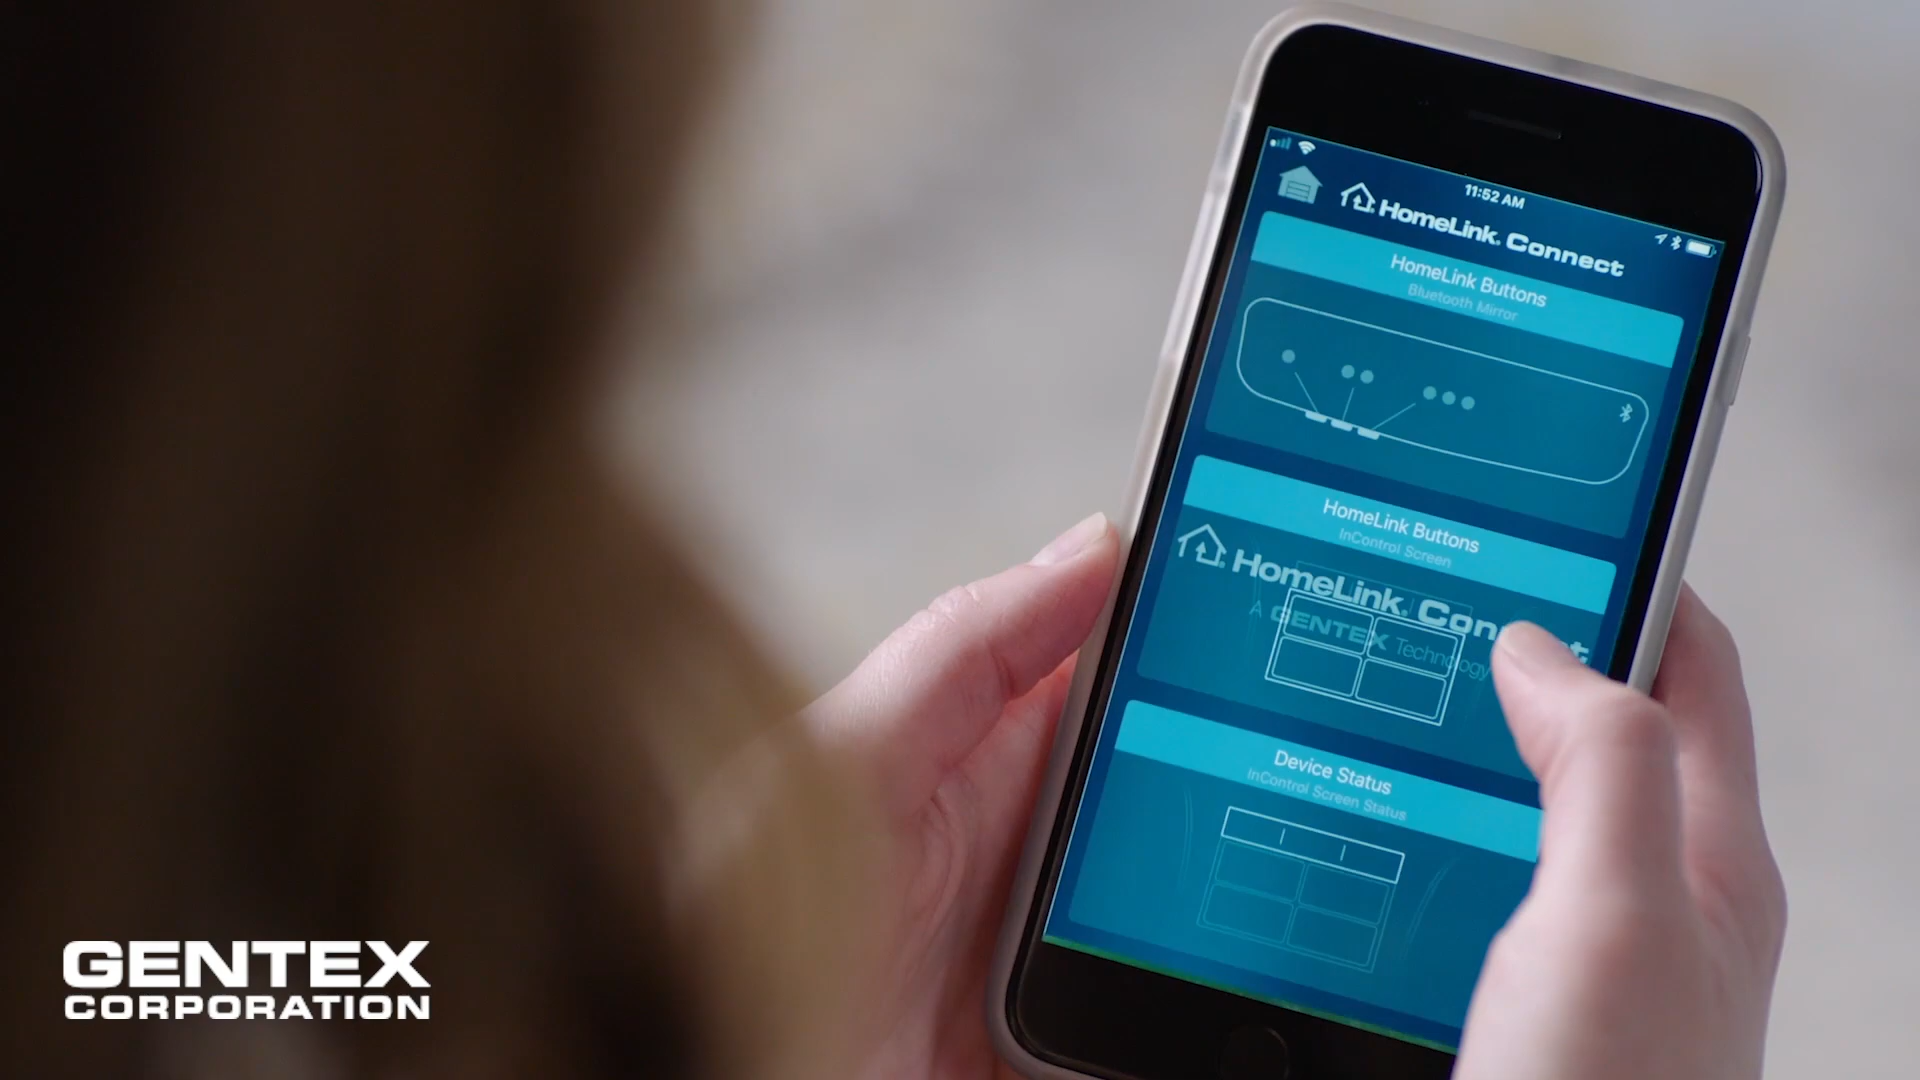 11:52 AM
HomeLink® Connect
HomeLink Buttons
Bluetooth Mirror
HomeLink Buttons
InControl Screen
HomeLink® Connect
A GENTEX Technology
Device Status
InControl Screen Status
GENTEX
CORPORATION